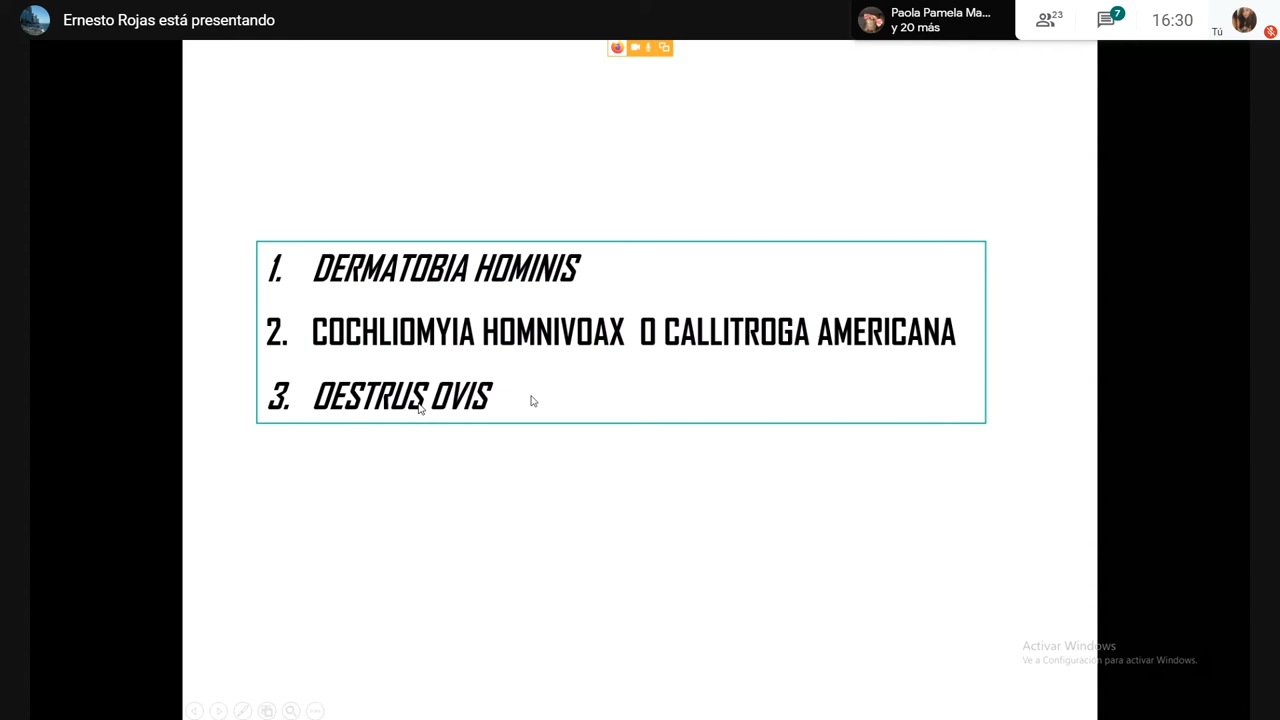 Ernesto Rojas está presentando
Paola Pamela Ma...
y 20 más
23
7
16:30
Tú
1. DERMATOBIA HOMINIS
2. COCHLIOMYIA HOMNIVOAX O CALLITROGA AMERICANA
3. OESTRUS OVIS
Activar Windows
Ve a Configuración para activar Windows.